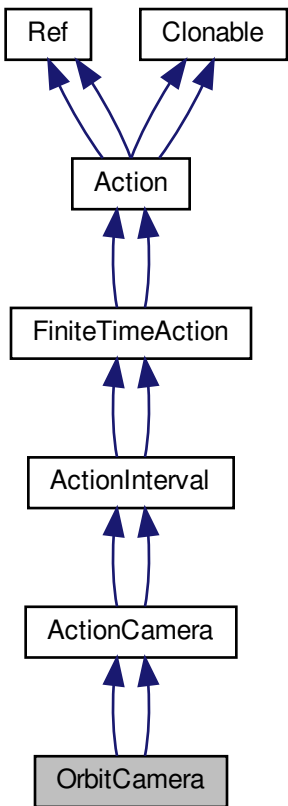 Ref
Clonable
Action
FiniteTimeAction
ActionInterval
ActionCamera
OrbitCamera